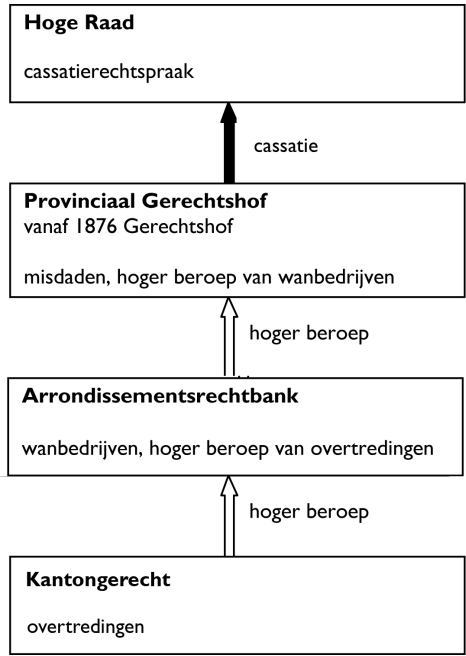 Hoge Raad
cassatierechtspraak
cassatie
Provinciaal Gerechtshof
vanaf 1876 Gerechtshof
misdaden, hoger beroep van wanbedrijven
hoger beroep
Arrondissementsrechtbank
wanbedrijven, hoger beroep van overtredingen
hoger beroep
Kantongerecht
overtredingen